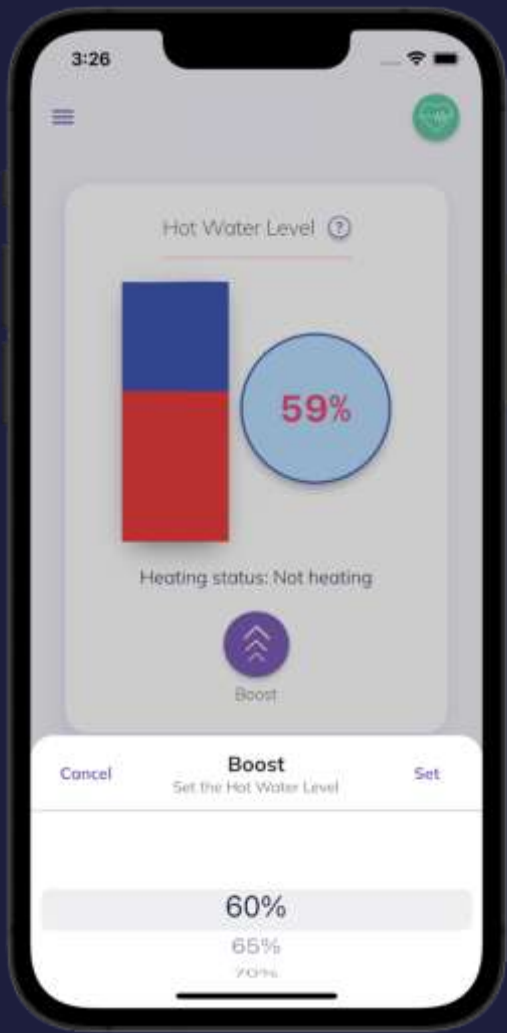 3:26
Hot Water Level ?
59%
Heating status: Not heating
Boost
Cancel
Boost
Set
Set the Hot Water Level
60%
65%
70%